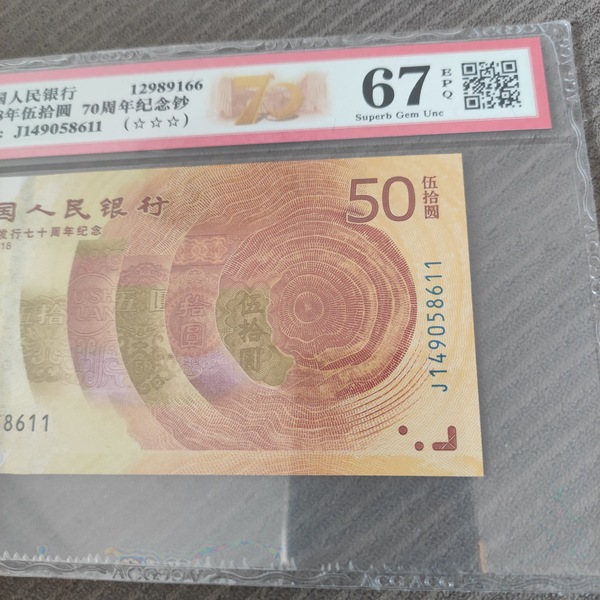 国人民银行 12989166
8年伍拾圆 70周年纪念钞
: J149058611 (☆☆☆)
70
67
EPQ
Superb Gem Unc
国人民银行
发行七十周年纪念
18
50 伍拾圆
伍拾圆
J149058611
8611